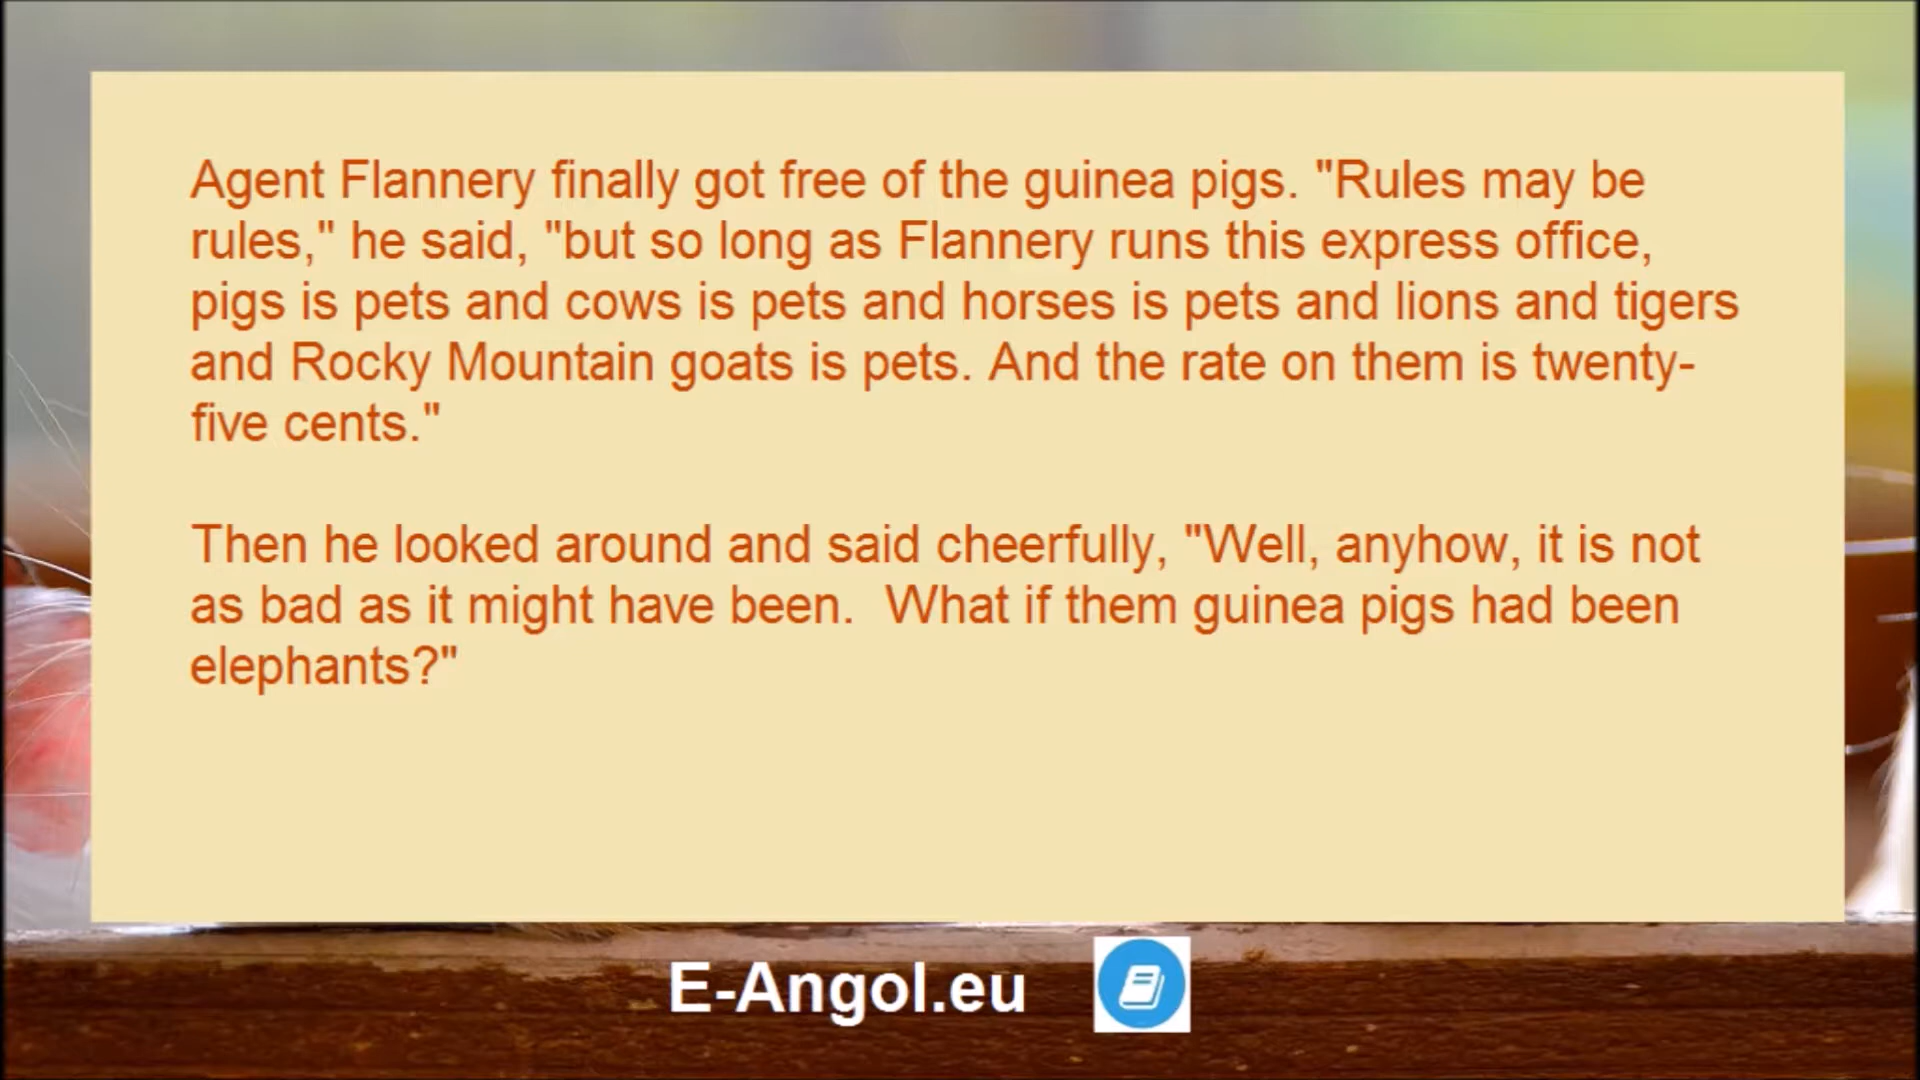 Agent Flannery finally got free of the guinea pigs. "Rules may be
rules," he said, "but so long as Flannery runs this express office,
pigs is pets and cows is pets and horses is pets and lions and tigers
and Rocky Mountain goats is pets. And the rate on them is twenty-
five cents."
Then he looked around and said cheerfully, "Well, anyhow, it is not
as bad as it might have been.  What if them guinea pigs had been
elephants?"
E-Angol.eu